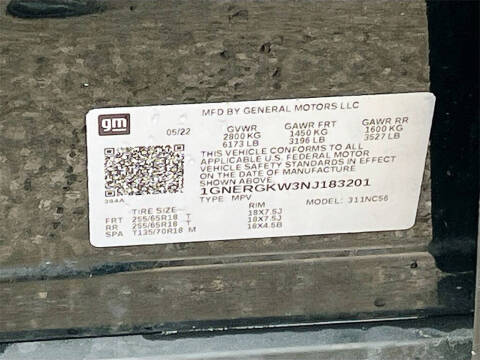 gm
MFD BY GENERAL MOTORS LLC
05/22 GVWR GAWR FRT GAWR RR
2800 KG 1450 KG 1600 KG
6173 LB 3196 LB 3527 LB
THIS VEHICLE CONFORMS TO ALL
APPLICABLE U.S. FEDERAL MOTOR
VEHICLE SAFETY STANDARDS IN EFFECT
ON THE DATE OF MANUFACTURE
SHOWN ABOVE.
1GNERGKW3NJ183201
TYPE: MPV MODEL: 311NC56
TIRE SIZE RIM
FRT 255/65R18 T 18X7.5J
RR 255/65R18 T 18X7.5J
SPA T135/70R18 M 18X4.5B